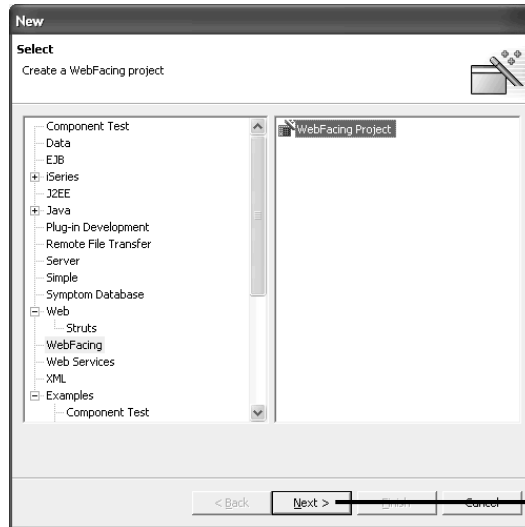 New
Select
Create a WebFacing project
Component Test
Data
EJB
iSeries
J2EE
Java
Plug-in Development
Remote File Transfer
Server
Simple
Symptom Database
Web
Struts
WebFacing
Web Services
XML
Examples
Component Test
WebFacing Project
< Back
Next >
Finish
Cancel